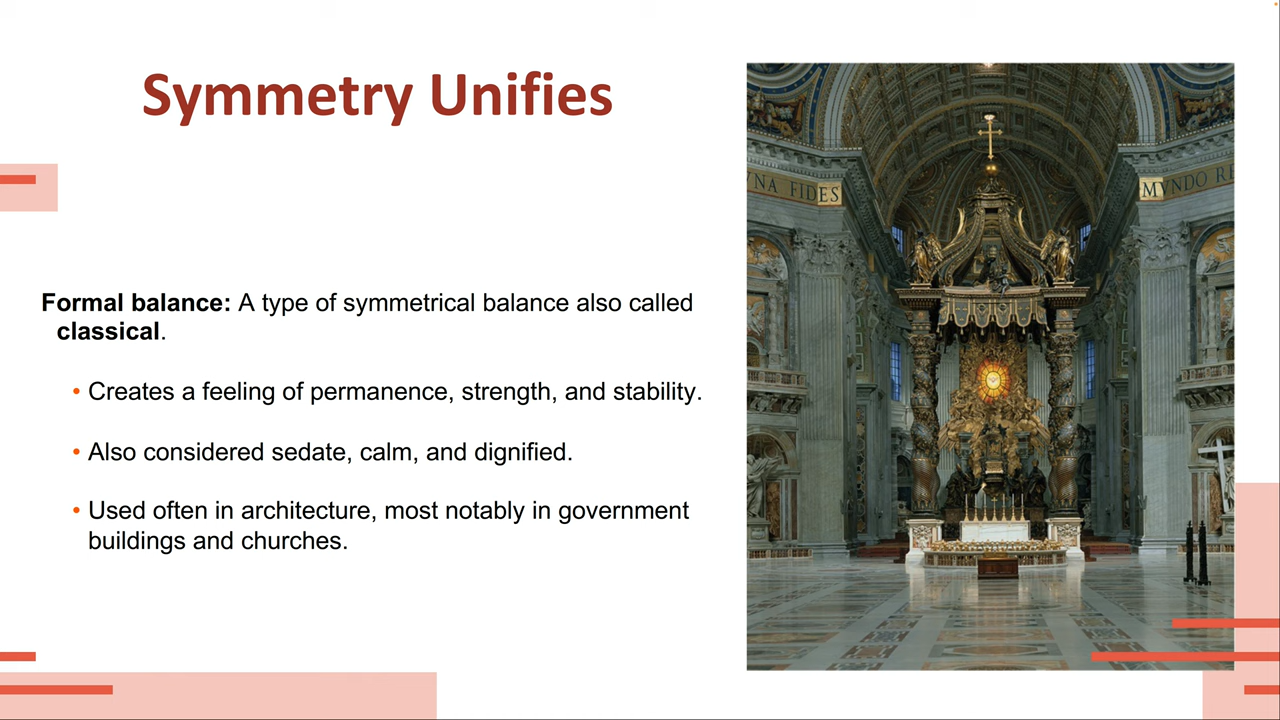 Symmetry Unifies
Formal balance: A type of symmetrical balance also called
classical.
• Creates a feeling of permanence, strength, and stability.
• Also considered sedate, calm, and dignified.
• Used often in architecture, most notably in government
buildings and churches.
VNA FIDES
MVNDO RE